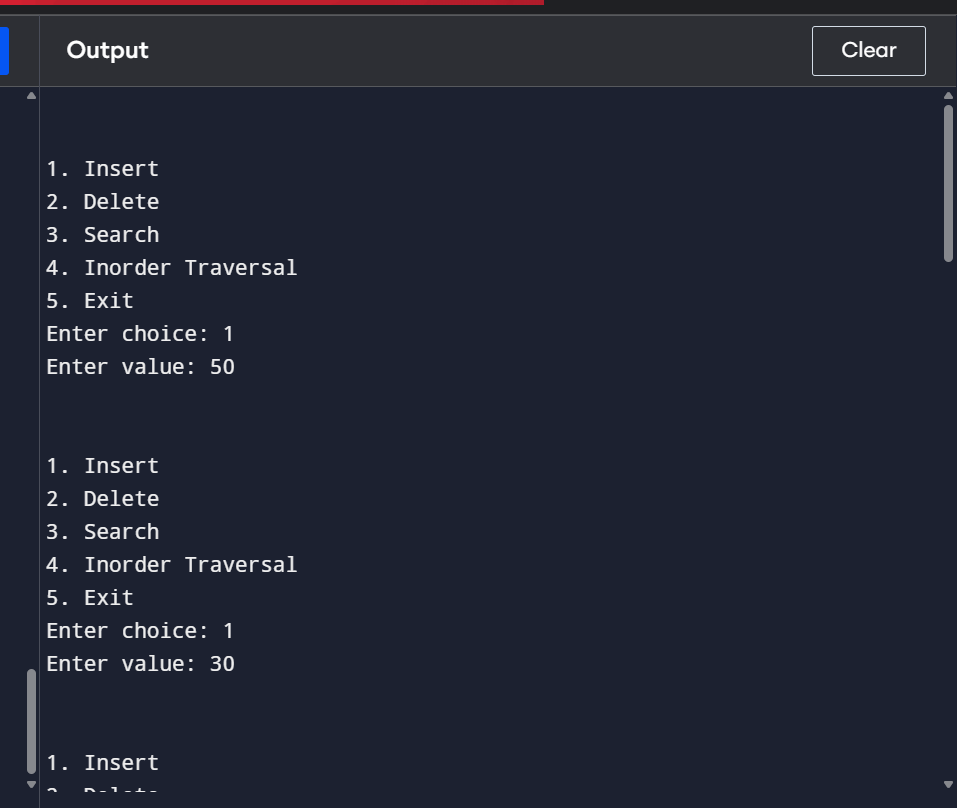 Output
Clear
1. Insert
2. Delete
3. Search
4. Inorder Traversal
5. Exit
Enter choice: 1
Enter value: 50
1. Insert
2. Delete
3. Search
4. Inorder Traversal
5. Exit
Enter choice: 1
Enter value: 30
1. Insert
2. Delete